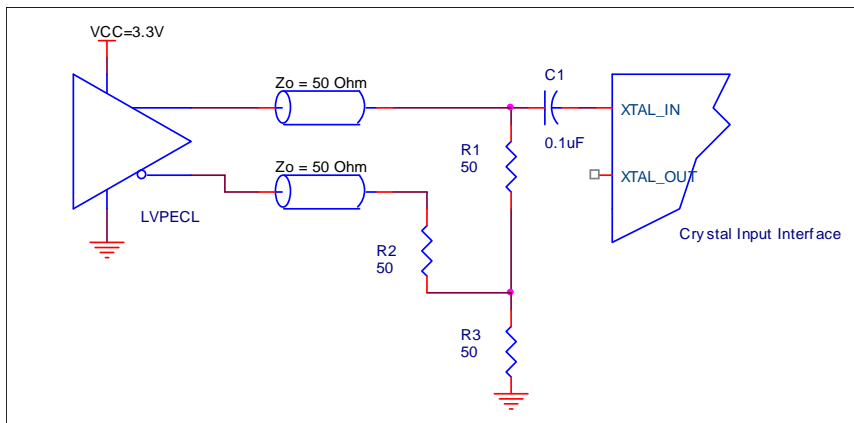 VCC=3.3V
Zo = 50 Ohm
C1
0.1uF
XTAL_IN
R1
50
Zo = 50 Ohm
XTAL_OUT
LVPECL
Crystal Input Interface
R2
50
R3
50